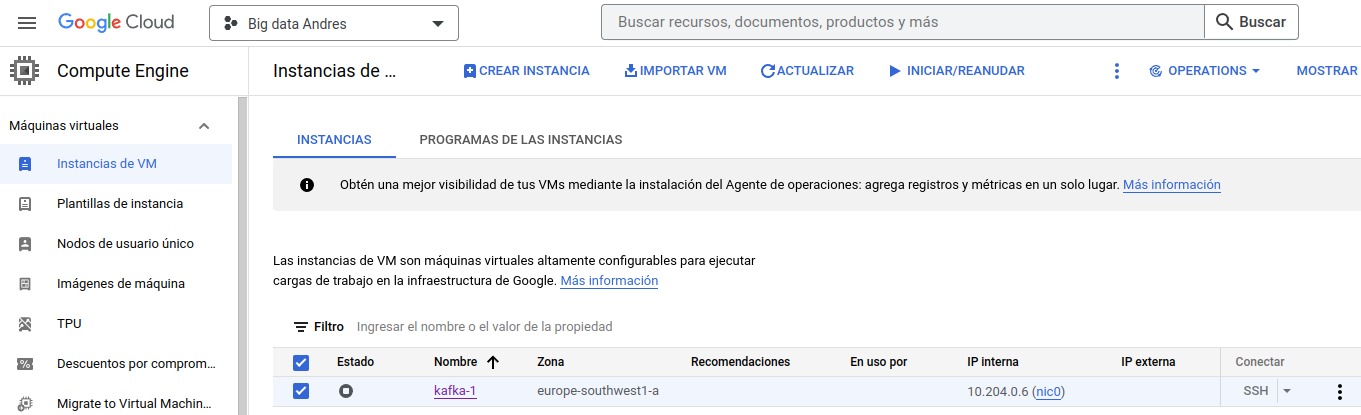 Google Cloud
Big data Andres
Buscar recursos, documentos, productos y más
Buscar
Compute Engine
Instancias de ...
CREAR INSTANCIA
IMPORTAR VM
ACTUALIZAR
INICIAR/REANUDAR
OPERATIONS
MOSTRAR
Máquinas virtuales
Instancias de VM
Plantillas de instancia
Nodos de usuario único
Imágenes de máquina
TPU
Descuentos por comprom...
Migrate to Virtual Machin...
INSTANCIAS
PROGRAMAS DE LAS INSTANCIAS
Obtén una mejor visibilidad de tus VMs mediante la instalación del Agente de operaciones: agrega registros y métricas en un solo lugar. Más información
Las instancias de VM son máquinas virtuales altamente configurables para ejecutar
cargas de trabajo en la infraestructura de Google. Más información
Filtro Ingresar el nombre o el valor de la propiedad
Estado Nombre Zona Recomendaciones En uso por IP interna IP externa Conectar
kafka-1 europe-southwest1-a 10.204.0.6 (nic0) SSH